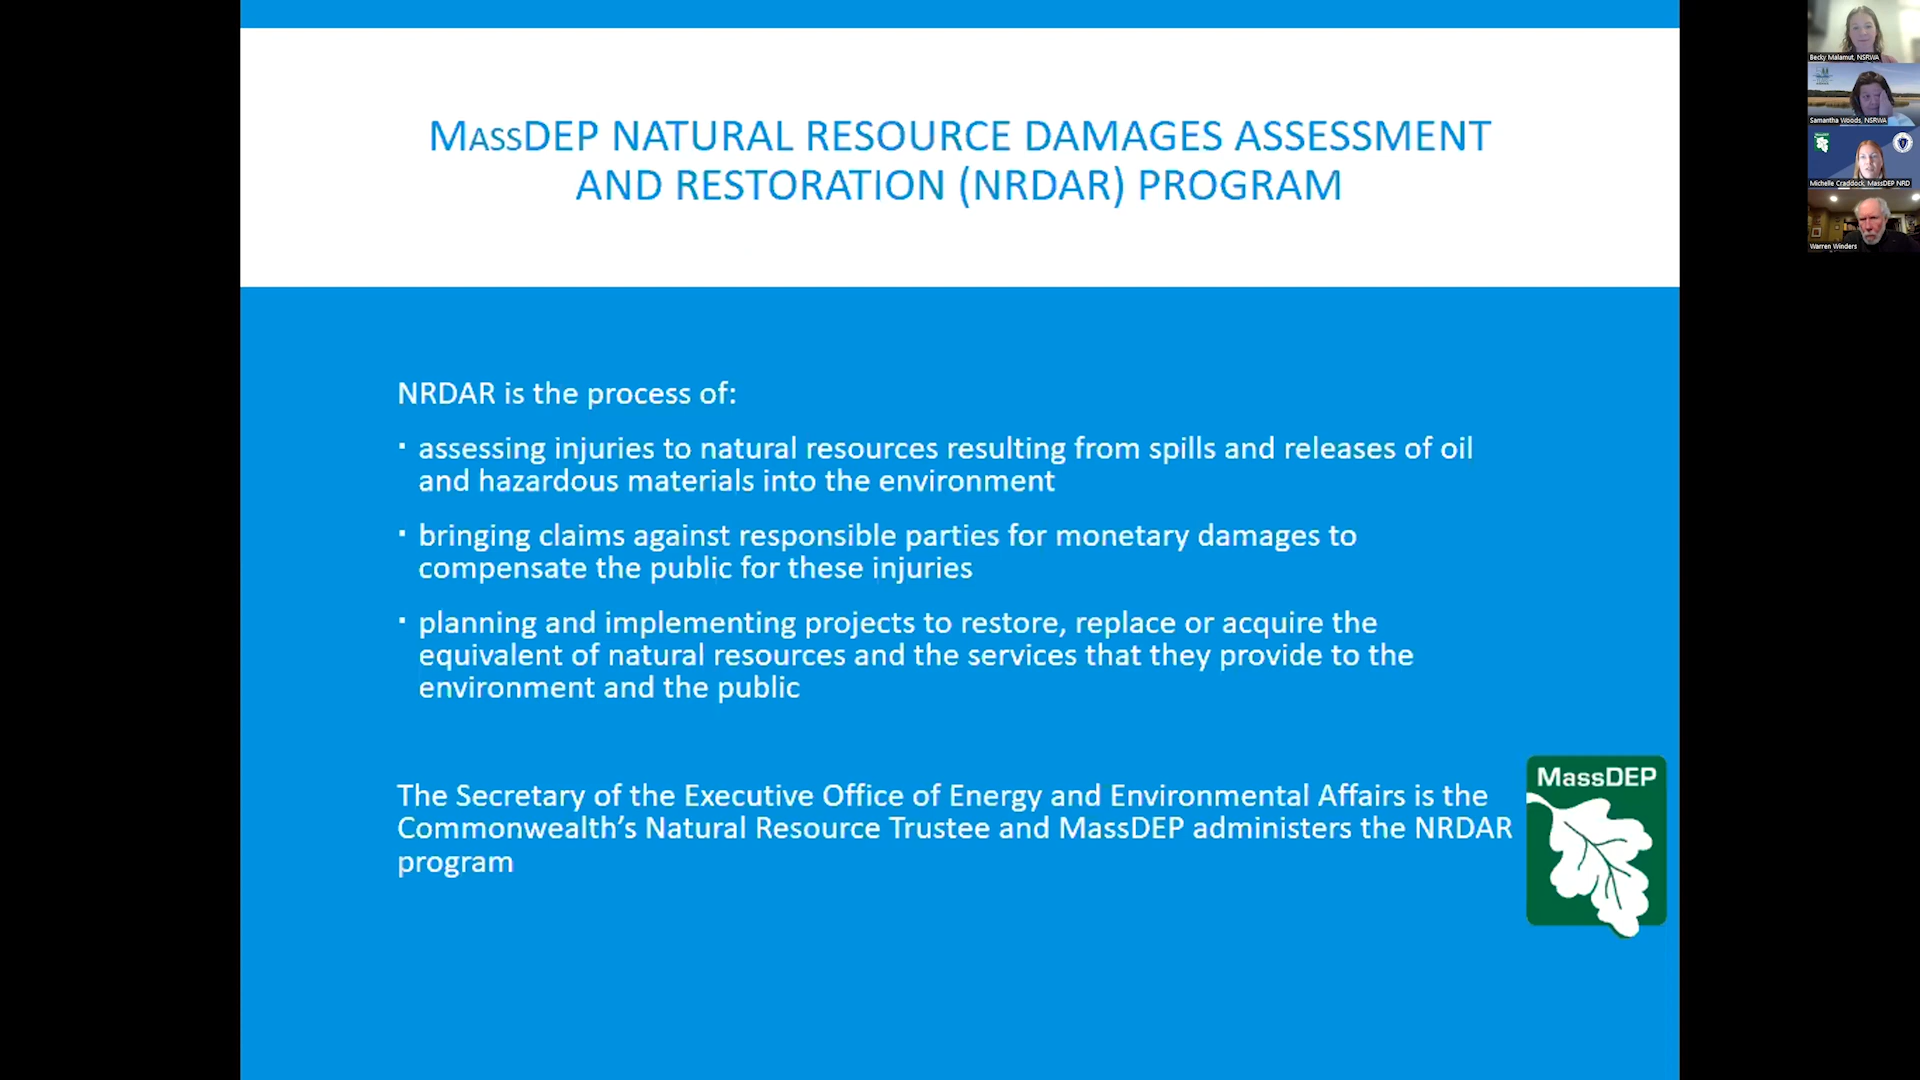 MASSDEP NATURAL RESOURCE DAMAGES ASSESSMENT
AND RESTORATION (NRDAR) PROGRAM
NRDAR is the process of:
▪ assessing injuries to natural resources resulting from spills and releases of oil
and hazardous materials into the environment
▪ bringing claims against responsible parties for monetary damages to
compensate the public for these injuries
▪ planning and implementing projects to restore, replace or acquire the
equivalent of natural resources and the services that they provide to the
environment and the public
The Secretary of the Executive Office of Energy and Environmental Affairs is the
Commonwealth’s Natural Resource Trustee and MassDEP administers the NRDAR
program
MassDEP
Becky Malamut, NSRWA
Samantha Woods, NSRWA
MassDEP
Michelle Craddock, MassDEP NRD
Warren Winders